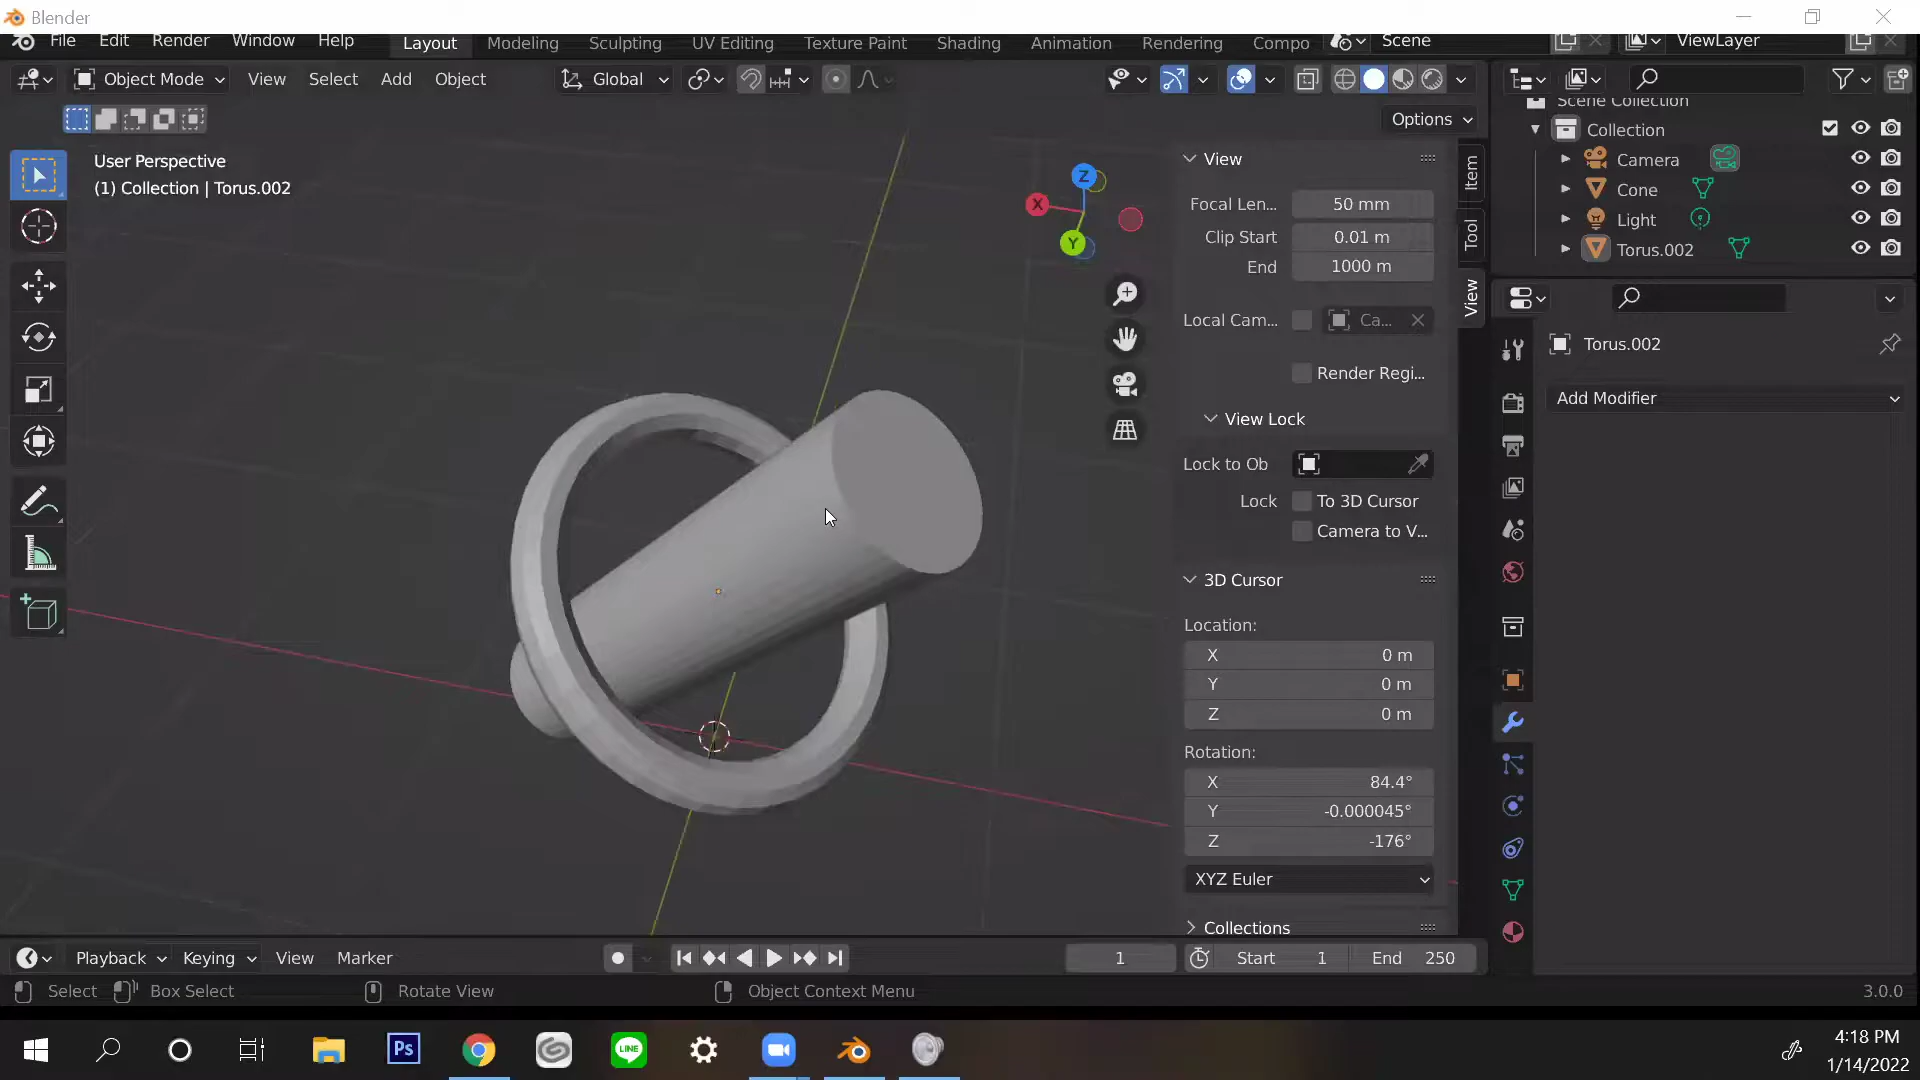 Blender
File Edit Render Window Help Layout Modeling Sculpting UV Editing Texture Paint Shading Animation Rendering Compo Scene ViewLayer
Object Mode View Select Add Object Global
Options
User Perspective
(1) Collection | Torus.002
X Y Z
View
Focal Len... 50 mm
Clip Start 0.01 m
End 1000 m
Local Cam... Ca...
Render Regi...
View Lock
Lock to Ob
Lock To 3D Cursor
Camera to V...
3D Cursor
Location:
X 0 m
Y 0 m
Z 0 m
Rotation:
X 84.4°
Y -0.000045°
Z -176°
XYZ Euler
Collections
Item
Tool
View
Scene Collection
Collection
Camera
Cone
Light
Torus.002
Torus.002
Add Modifier
Playback Keying View Marker 1 Start 1 End 250
Select Box Select Rotate View Object Context Menu 3.0.0
Ps LINE
4:18 PM
1/14/2022